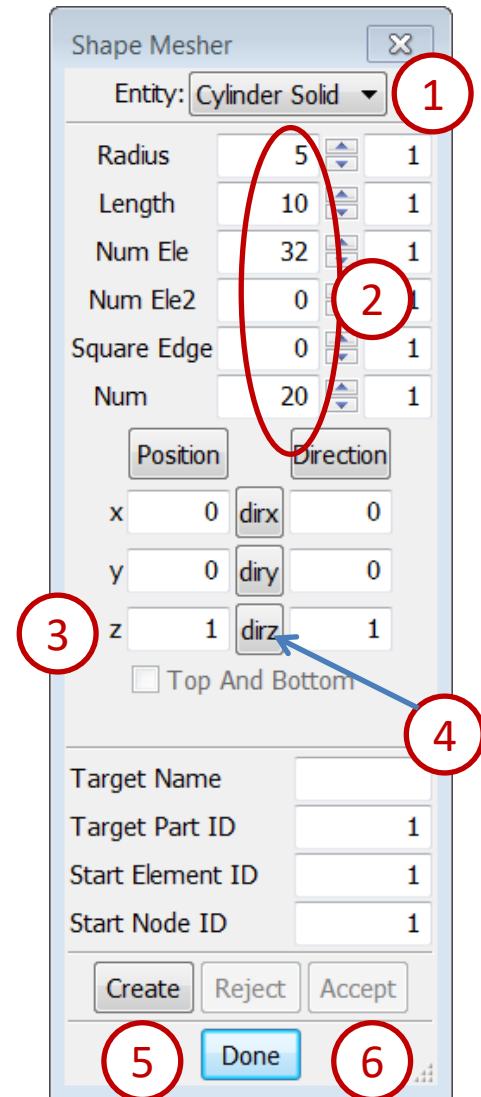 Shape Mesher
Entity: Cylinder Solid 1
Radius 5 1
Length 10 1
Num Ele 32 1
Num Ele2 0 2 1
Square Edge 0 1
Num 20 1
Position Direction
x 0 dirx 0
y 0 diry 0
3 z 1 dirz 1
Top And Bottom
4
Target Name
Target Part ID 1
Start Element ID 1
Start Node ID 1
Create Reject Accept
5 Done 6